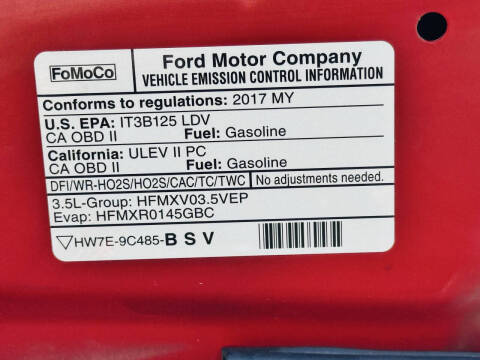 FoMoCo
Ford Motor Company
VEHICLE EMISSION CONTROL INFORMATION
Conforms to regulations: 2017 MY
U.S. EPA: IT3B125 LDV
CA OBD II Fuel: Gasoline
California: ULEV II PC
CA OBD II Fuel: Gasoline
DFI/WR-HO2S/HO2S/CAC/TC/TWC No adjustments needed.
3.5L-Group: HFMXV03.5VEP
Evap: HFMXR0145GBC
HW7E-9C485-B S V